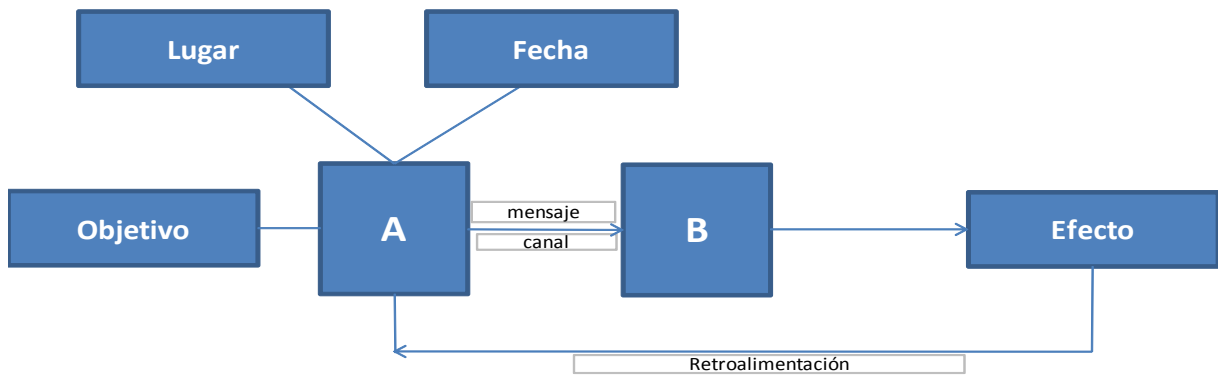 Lugar
Fecha
Objetivo
A
mensaje
canal
B
Efecto
Retroalimentación